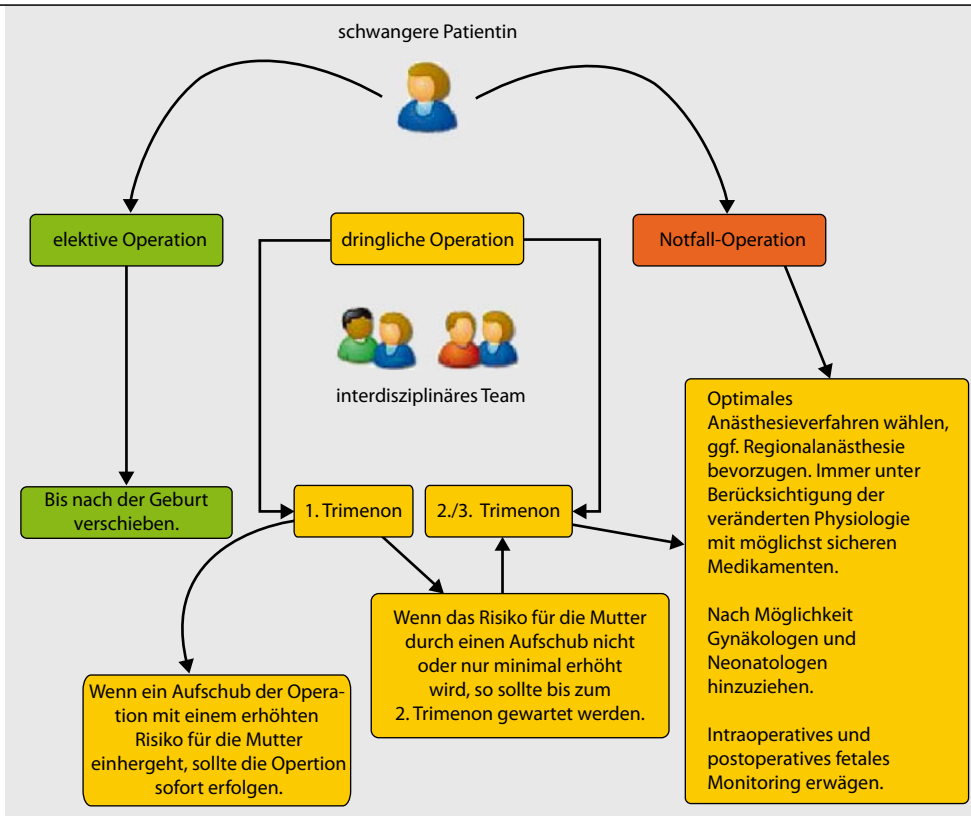 schwangere Patientin
elektive Operation
dringliche Operation
Notfall-Operation
interdisziplinäres Team
Bis nach der Geburt
verschieben.
1. Trimenon
2./3. Trimenon
Wenn ein Aufschub der Opera-
tion mit einem erhöhten
Risiko für die Mutter
einhergeht, sollte die Opertion
sofort erfolgen.
Wenn das Risiko für die Mutter
durch einen Aufschub nicht
oder nur minimal erhöht
wird, so sollte bis zum
2. Trimenon gewartet werden.
Optimales
Anästhesieverfahren wählen,
ggf. Regionalanästhesie
bevorzugen. Immer unter
Berücksichtigung der
veränderten Physiologie
mit möglichst sicheren
Medikamenten.
Nach Möglichkeit
Gynäkologen und
Neonatologen
hinzuziehen.
Intraoperatives und
postoperatives fetales
Monitoring erwägen.